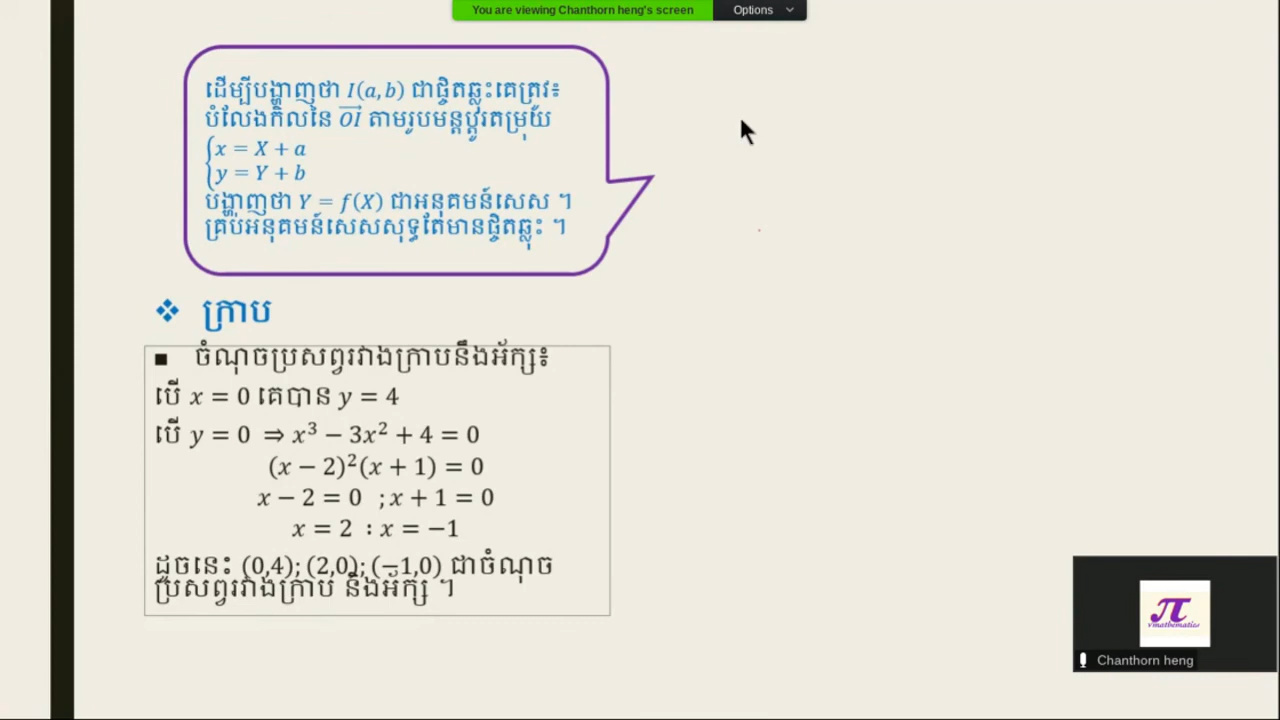 You are viewing Chanthorn heng's screen
Options
ដើម្បីបង្ហាញថា I(a, b) ជាផ្ចិតឆ្លុះគេត្រូវ៖
បំលែងកិលនៃ \overrightarrow{OI} តាមរូបមន្តប្តូរតម្រុយ
{x = X + a
{y = Y + b
បង្ហាញថា Y = f(X) ជាអនុគមន៍សេស ។
គ្រប់អនុគមន៍សេសសុទ្ធតែមានផ្ចិតឆ្លុះ ។
❖ ក្រាប
■ ចំណុចប្រសព្វរវាងក្រាបនឹងអ័ក្ស៖
បើ x = 0 គេបាន y = 4
បើ y = 0 ⇒ x³ − 3x² + 4 = 0
(x − 2)²(x + 1) = 0
x − 2 = 0 ; x + 1 = 0
x = 2 : x = −1
ដូចនេះ (0,4); (2,0); (−1,0) ជាចំណុច
ប្រសព្វរវាងក្រាប និងអ័ក្ស ។
π
vmathematics
Chanthorn heng